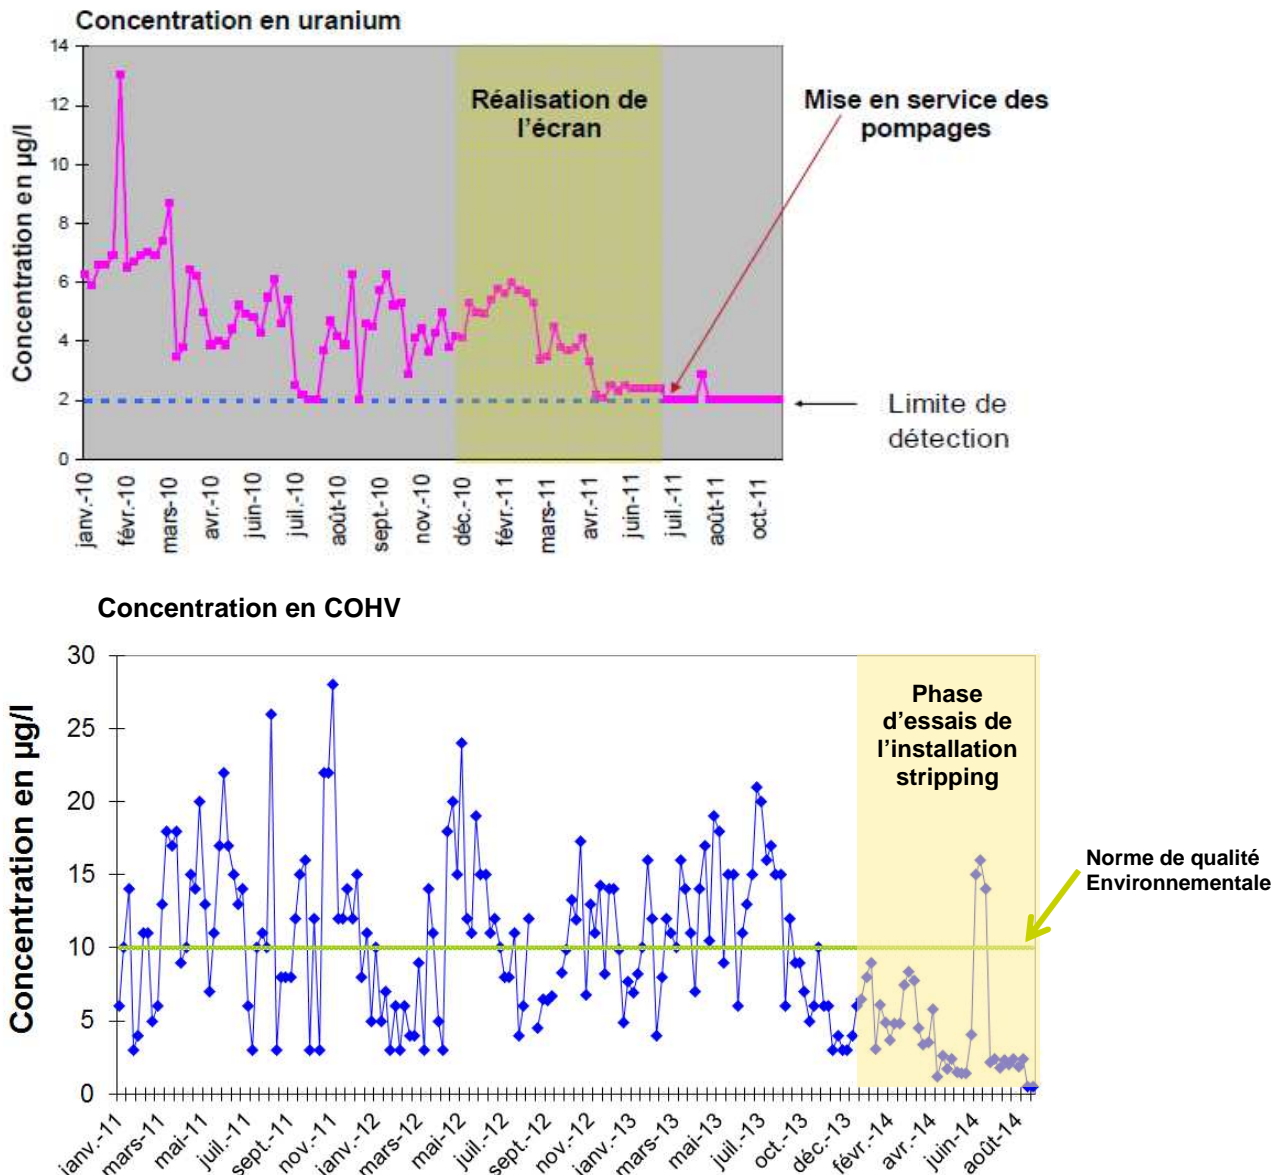 Concentration en uranium
Concentration en µg/l
14
12
10
8
6
4
2
0
Réalisation de
l'écran
Mise en service des
pompages
Limite de
détection
janv.-10
févr.-10
mars-10
avr.-10
juin-10
juil.-10
août-10
sept.-10
nov.-10
déc.-10
févr.-11
mars-11
avr.-11
juin-11
juil.-11
août-11
oct.-11
Concentration en COHV
Concentration en µg/l
30
25
20
15
10
5
0
Phase
d'essais de
l'installation
stripping
Norme de qualité
Environnementale
janv.-11
mars-11
mai-11
juil.-11
sept.-11
nov.-11
janv.-12
mars-12
mai-12
juil.-12
sept.-12
nov.-12
janv.-13
mars-13
mai-13
juil.-13
oct.-13
déc.-13
févr.-14
avr.-14
juin-14
août-14